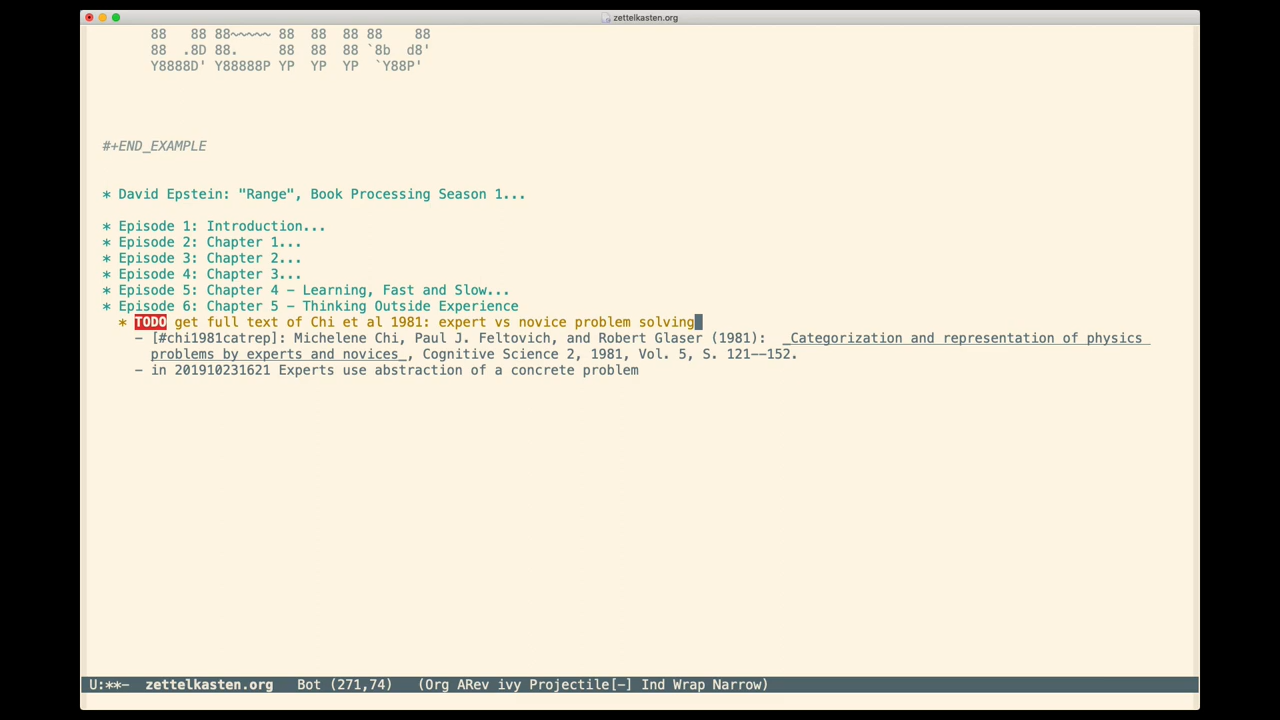 zettelkasten.org
88   88 88~~~~~ 88  88  88 88    88
88  .8D 88.     88  88  88 `8b  d8'
Y8888D' Y88888P YP  YP  YP  `Y88P'
#+END_EXAMPLE
* David Epstein: "Range", Book Processing Season 1...
* Episode 1: Introduction...
* Episode 2: Chapter 1...
* Episode 3: Chapter 2...
* Episode 4: Chapter 3...
* Episode 5: Chapter 4 – Learning, Fast and Slow...
* Episode 6: Chapter 5 – Thinking Outside Experience
* TODO get full text of Chi et al 1981: expert vs novice problem solving
– [#chi1981catrep]: Michelene Chi, Paul J. Feltovich, and Robert Glaser (1981):  _Categorization and representation of physics
problems by experts and novices_, Cognitive Science 2, 1981, Vol. 5, S. 121--152.
– in 201910231621 Experts use abstraction of a concrete problem
U:**-  zettelkasten.org   Bot (271,74)   (Org ARev ivy Projectile[-] Ind Wrap Narrow)